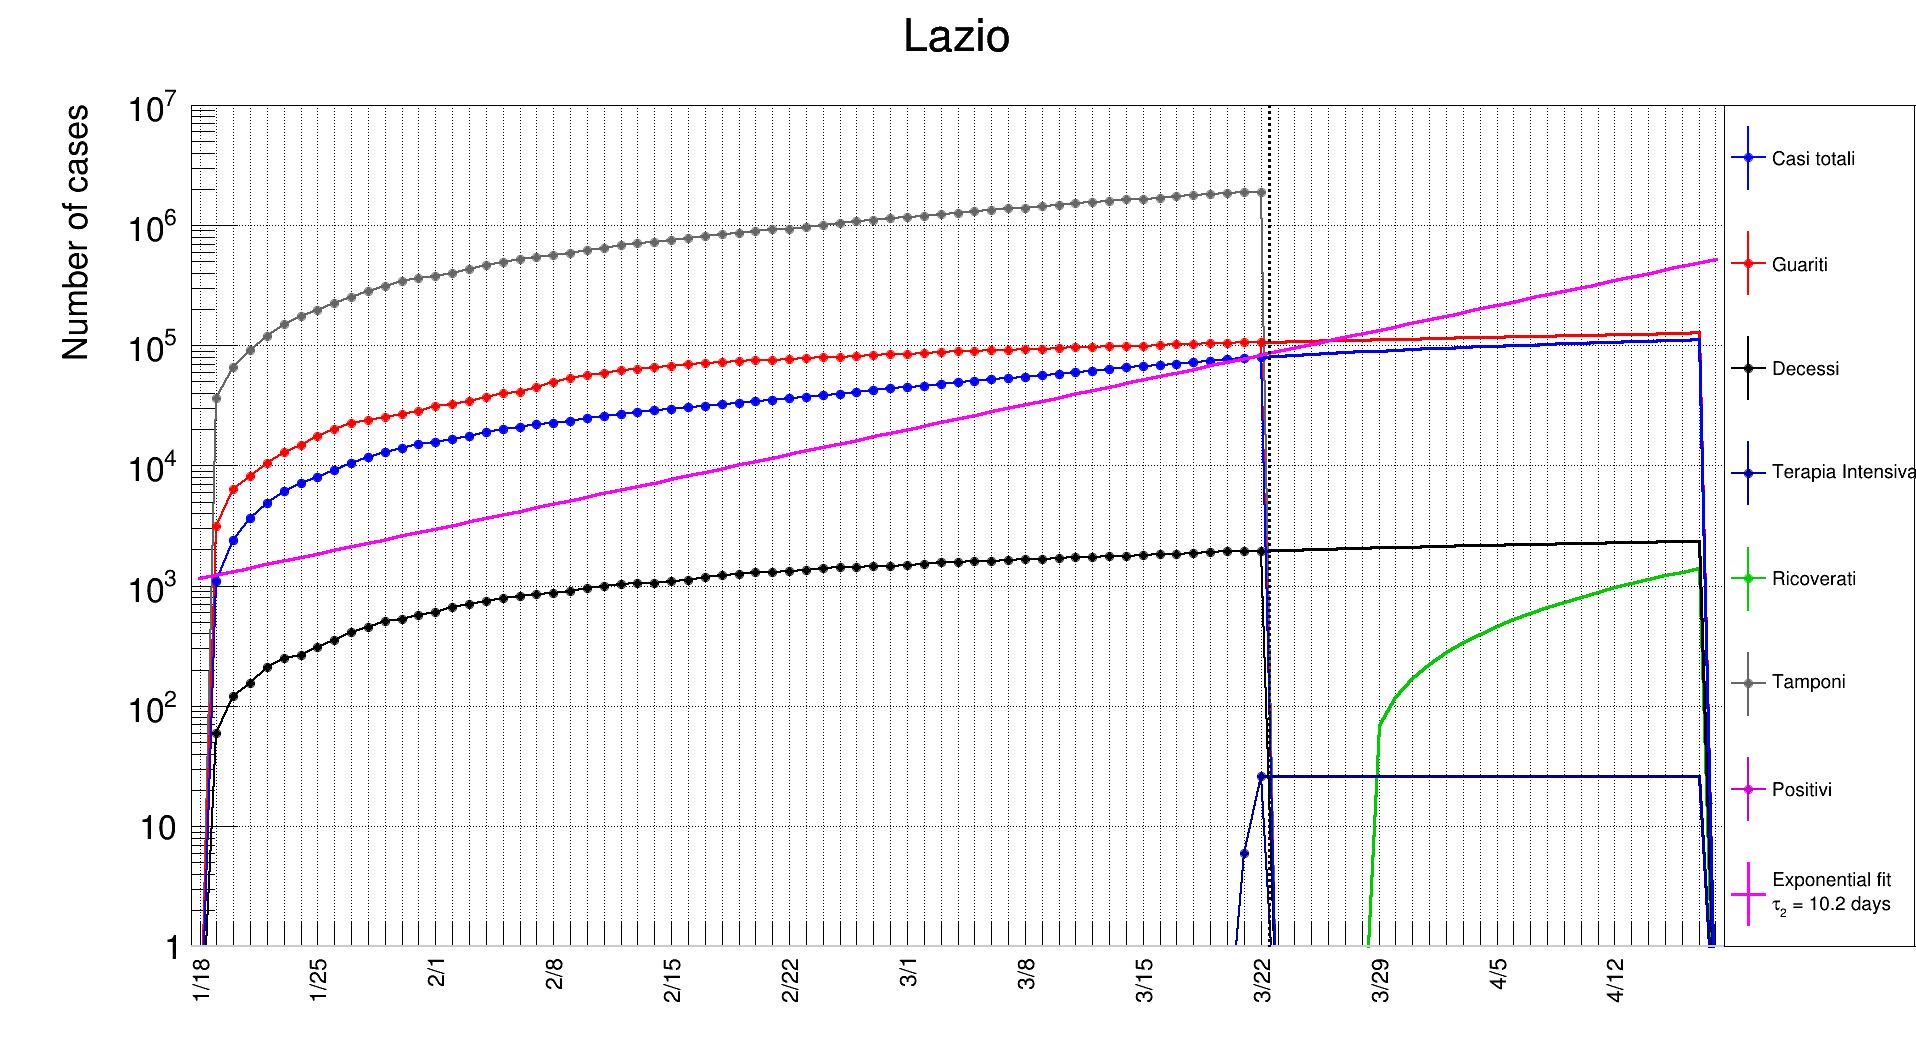 Lazio
Number of cases
10^7
10^6
10^5
10^4
10^3
10^2
10
1
1/18
1/25
2/1
2/8
2/15
2/22
3/1
3/8
3/15
3/22
3/29
4/5
4/12
Casi totali
Guariti
Decessi
Terapia Intensiva
Ricoverati
Tamponi
Positivi
Exponential fit
τ₂ = 10.2 days